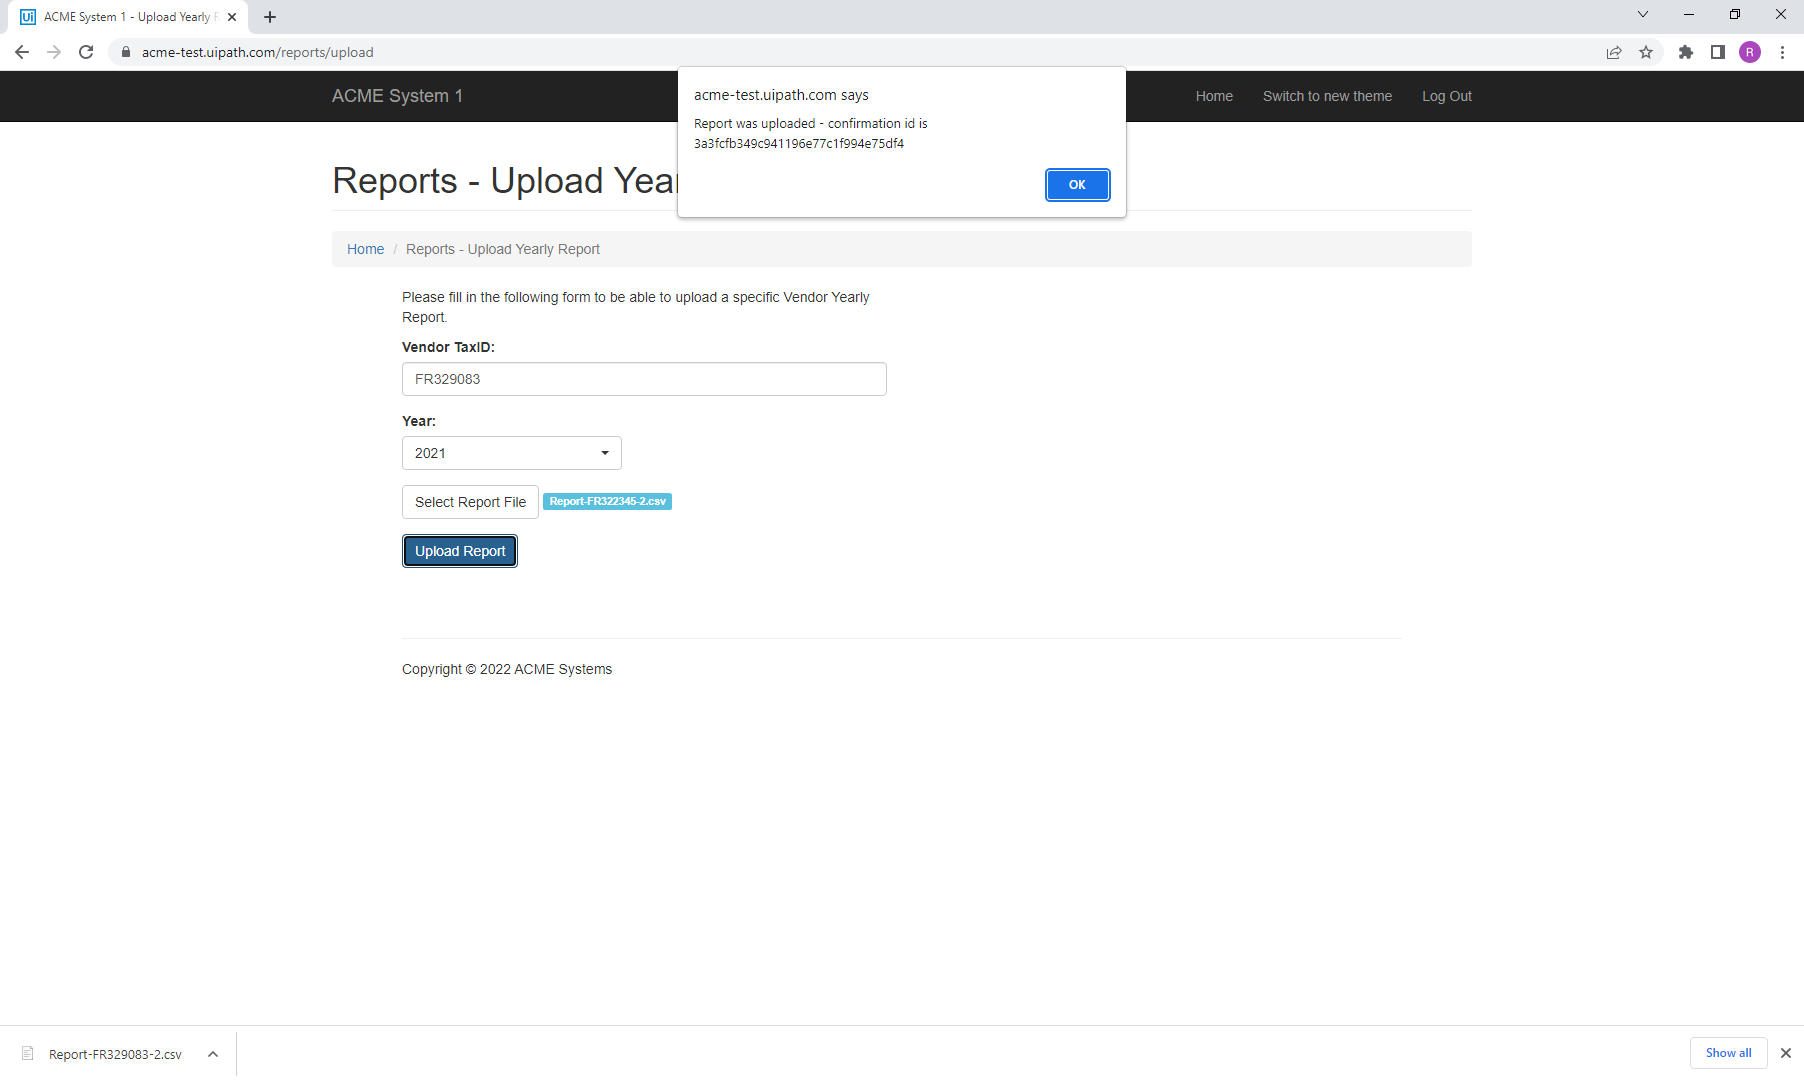 ACME System 1 - Upload Yearly R
acme-test.uipath.com/reports/upload
R
ACME System 1
Home
Switch to new theme
Log Out
acme-test.uipath.com says
Report was uploaded - confirmation id is
3a3fcfb349c941196e77c1f994e75df4
OK
Reports - Upload Year
Home / Reports - Upload Yearly Report
Please fill in the following form to be able to upload a specific Vendor Yearly
Report.
Vendor TaxID:
FR329083
Year:
2021
Select Report File
Report-FR322345-2.csv
Upload Report
Copyright © 2022 ACME Systems
Report-FR329083-2.csv
Show all